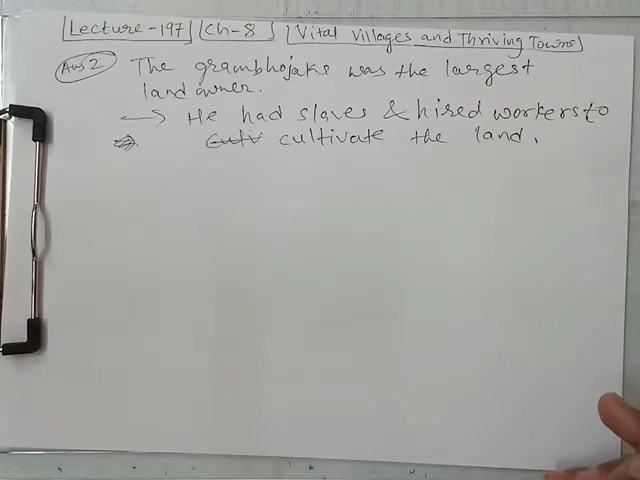 Lecture-197 Ch-8 Vital Villages and Thriving Towns
Ans 2 The grambhojaks was the largest
land owner.
→ He had slaves & hired workers to
cultivate the land.